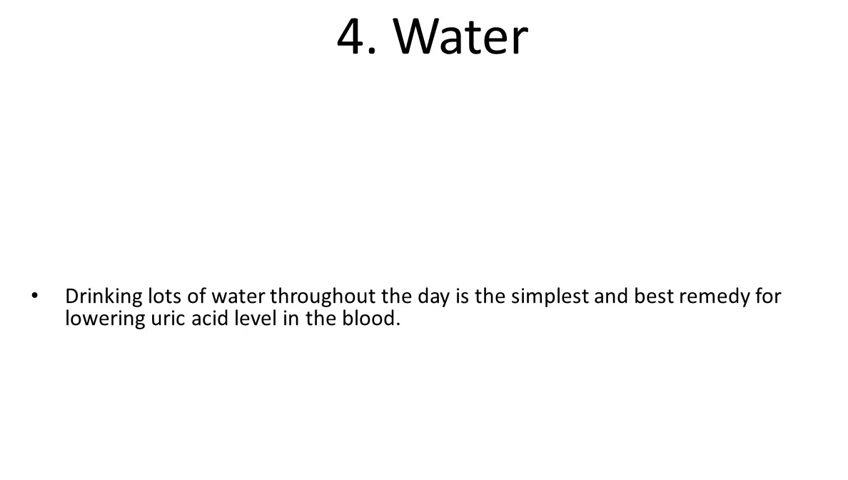 4. Water
• Drinking lots of water throughout the day is the simplest and best remedy for
lowering uric acid level in the blood.